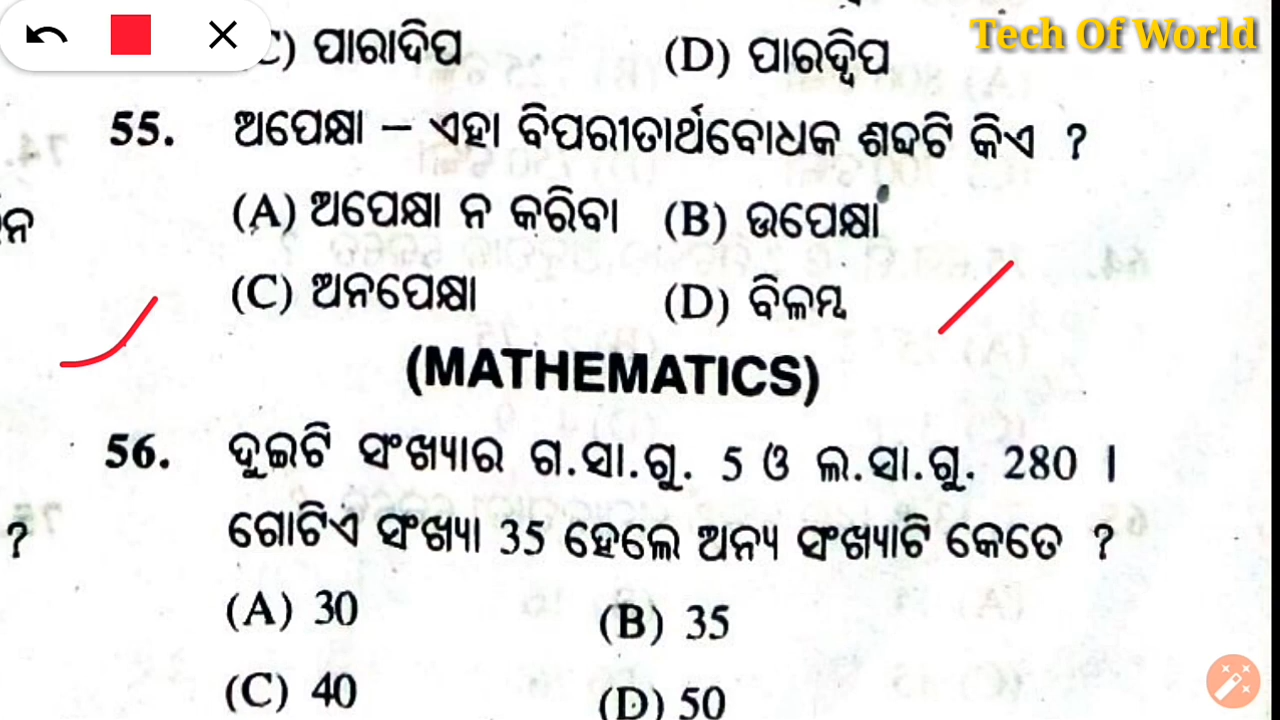 Tech Of World
C) ପାରାଦିପ (D) ପାରଦ୍ୱିପ
55. ଅପେକ୍ଷା – ଏହା ବିପରୀତାର୍ଥବୋଧକ ଶବ୍ଦଟି କିଏ ?
(A) ଅପେକ୍ଷା ନ କରିବା (B) ଉପେକ୍ଷା
(C) ଅନପେକ୍ଷା (D) ବିଳମ୍ବ
(MATHEMATICS)
56. ଦୁଇଟି ସଂଖ୍ୟାର ଗ.ସା.ଗୁ. 5 ଓ ଲ.ସା.ଗୁ. 280 ।
ଗୋଟିଏ ସଂଖ୍ୟା 35 ହେଲେ ଅନ୍ୟ ସଂଖ୍ୟାଟି କେତେ ?
?
(A) 30 (B) 35
(C) 40 (D) 50